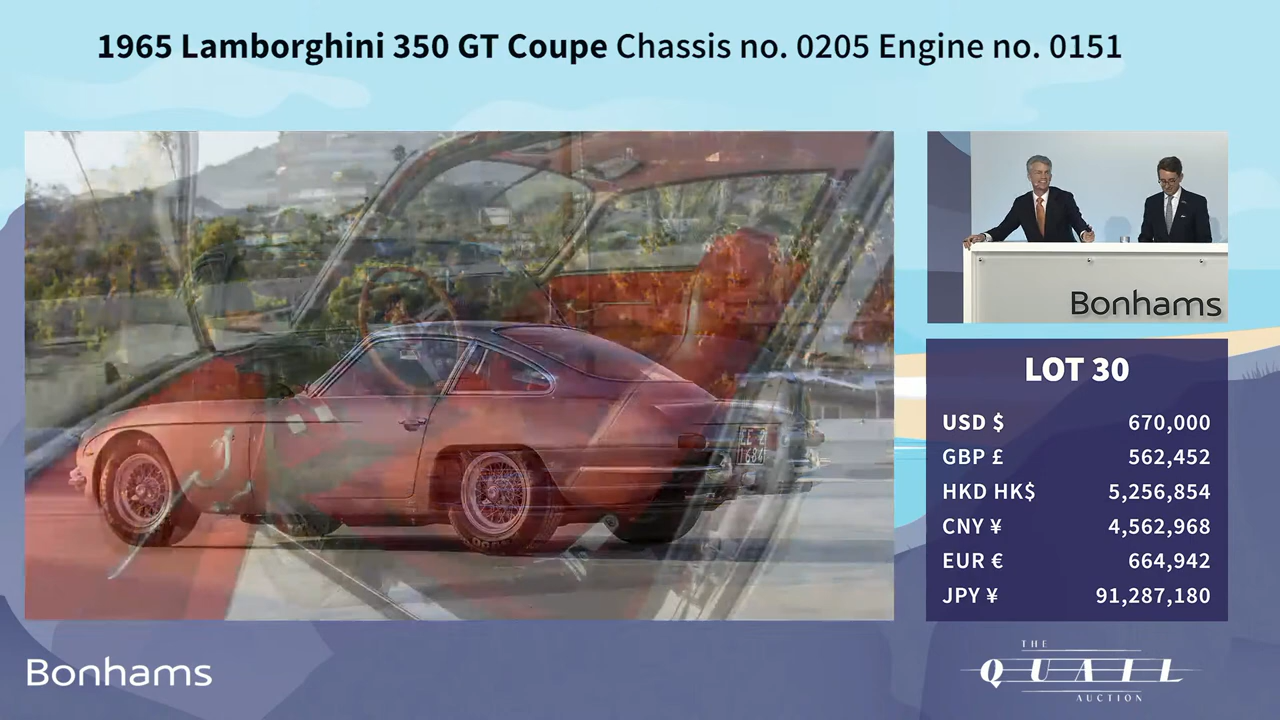 1965 Lamborghini 350 GT Coupe Chassis no. 0205 Engine no. 0151
Bonhams
LOT 30
USD $ 670,000
GBP £ 562,452
HKD HK$ 5,256,854
CNY ¥ 4,562,968
EUR € 664,942
JPY ¥ 91,287,180
Bonhams
THE
QUAIL
AUCTION